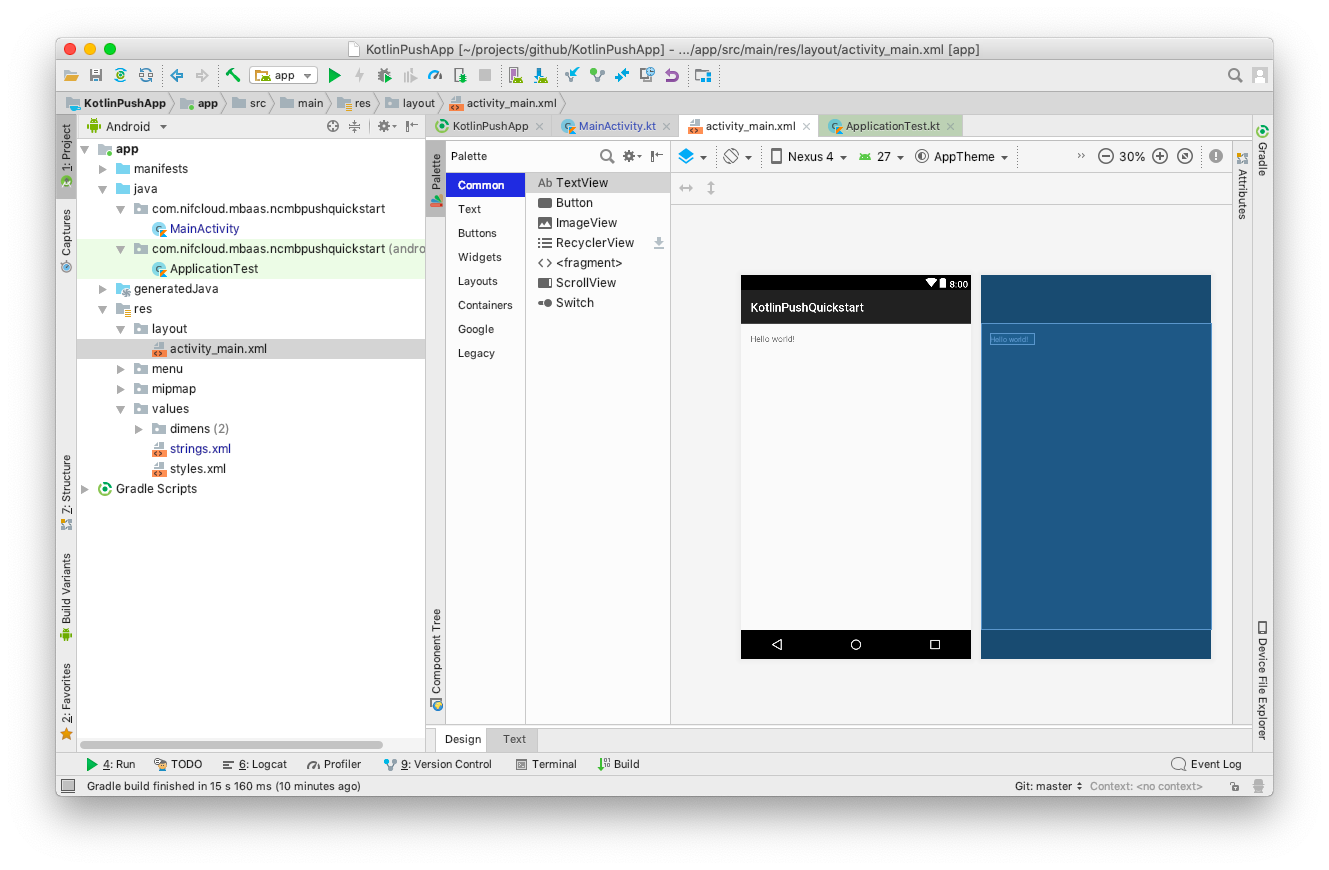 KotlinPushApp [~/projects/github/KotlinPushApp] - .../app/src/main/res/layout/activity_main.xml [app]
app
KotlinPushApp app src main res layout activity_main.xml
Android
KotlinPushApp MainActivity.kt activity_main.xml ApplicationTest.kt
1: Project
Captures
Z: Structure
Build Variants
2: Favorites
app
manifests
java
com.nifcloud.mbaas.ncmbpushquickstart
MainActivity
com.nifcloud.mbaas.ncmbpushquickstart (andro
ApplicationTest
generatedJava
res
layout
activity_main.xml
menu
mipmap
values
dimens (2)
strings.xml
styles.xml
Gradle Scripts
Palette
Component Tree
Palette
Common
Text
Buttons
Widgets
Layouts
Containers
Google
Legacy
Ab TextView
Button
ImageView
RecyclerView
<fragment>
ScrollView
Switch
Nexus 4 27 AppTheme 30%
8:00
KotlinPushQuickstart
Hello world!
Hello world!
Attributes
Gradle
Device File Explorer
Design Text
4: Run TODO 6: Logcat Profiler 9: Version Control Terminal Build Event Log
Gradle build finished in 15 s 160 ms (10 minutes ago) Git: master Context: <no context>